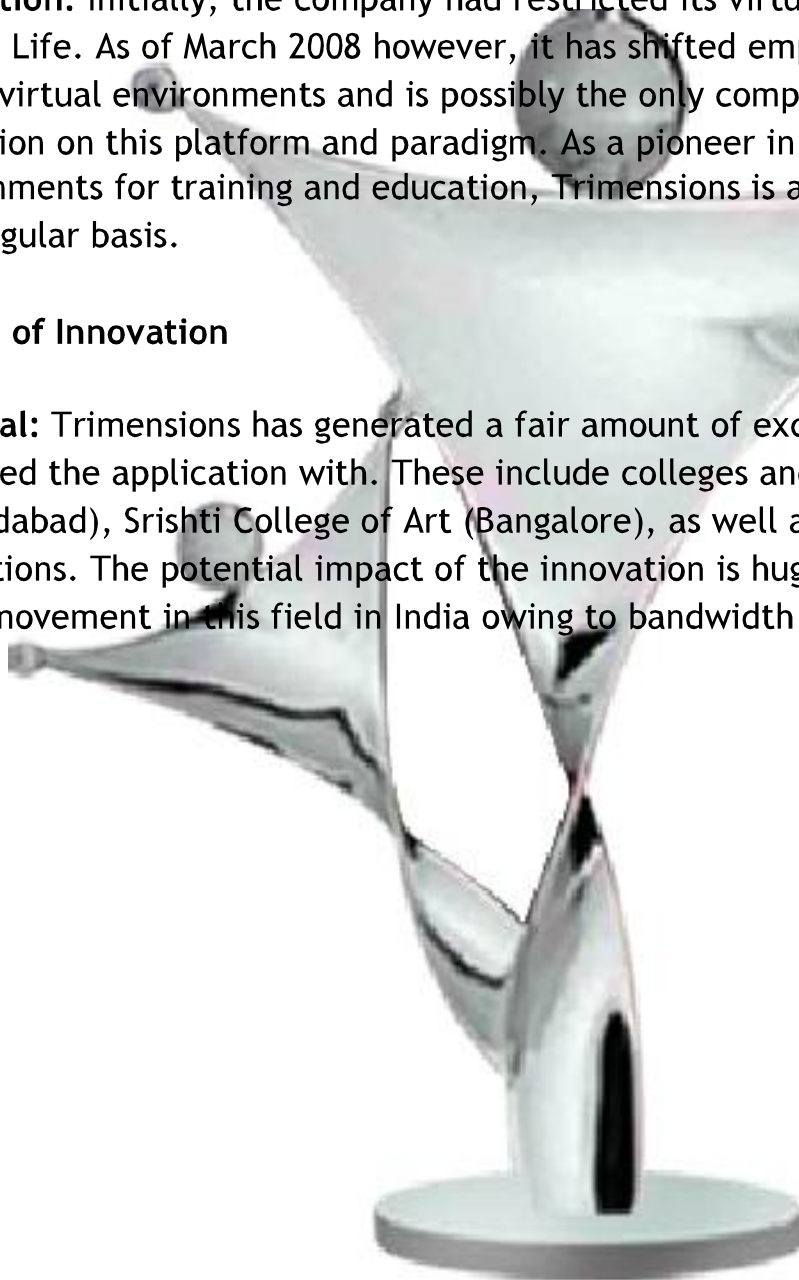 tion: Initially, the company had restricted its virtu
Life. As of March 2008 however, it has shifted emp
virtual environments and is possibly the only comp
ion on this platform and paradigm. As a pioneer in
nments for training and education, Trimensions is a
gular basis.
of Innovation
al: Trimensions has generated a fair amount of exc
ed the application with. These include colleges and
dabad), Srishti College of Art (Bangalore), as well a
tions. The potential impact of the innovation is hug
movement in this field in India owing to bandwidth